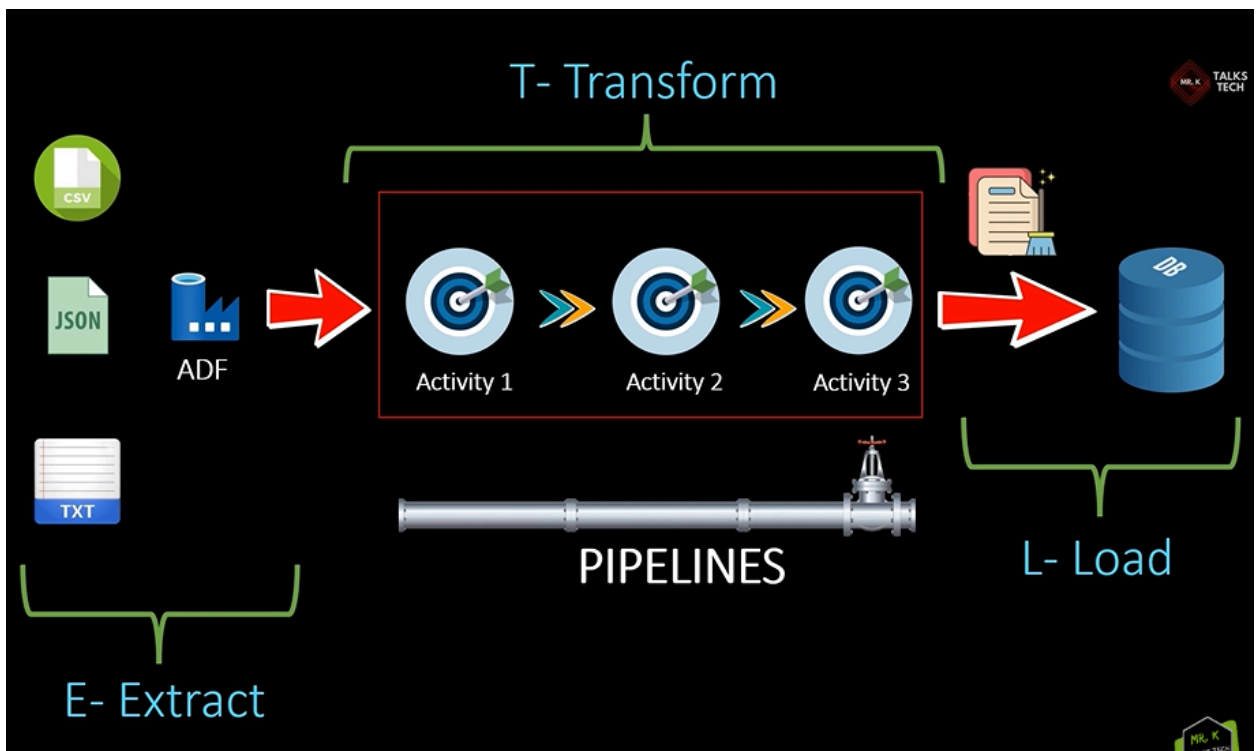 T- Transform
MR. K
TALKS
TECH
CSV
JSON
ADF
TXT
Activity 1
Activity 2
Activity 3
DB
PIPELINES
L- Load
E- Extract
MR. K